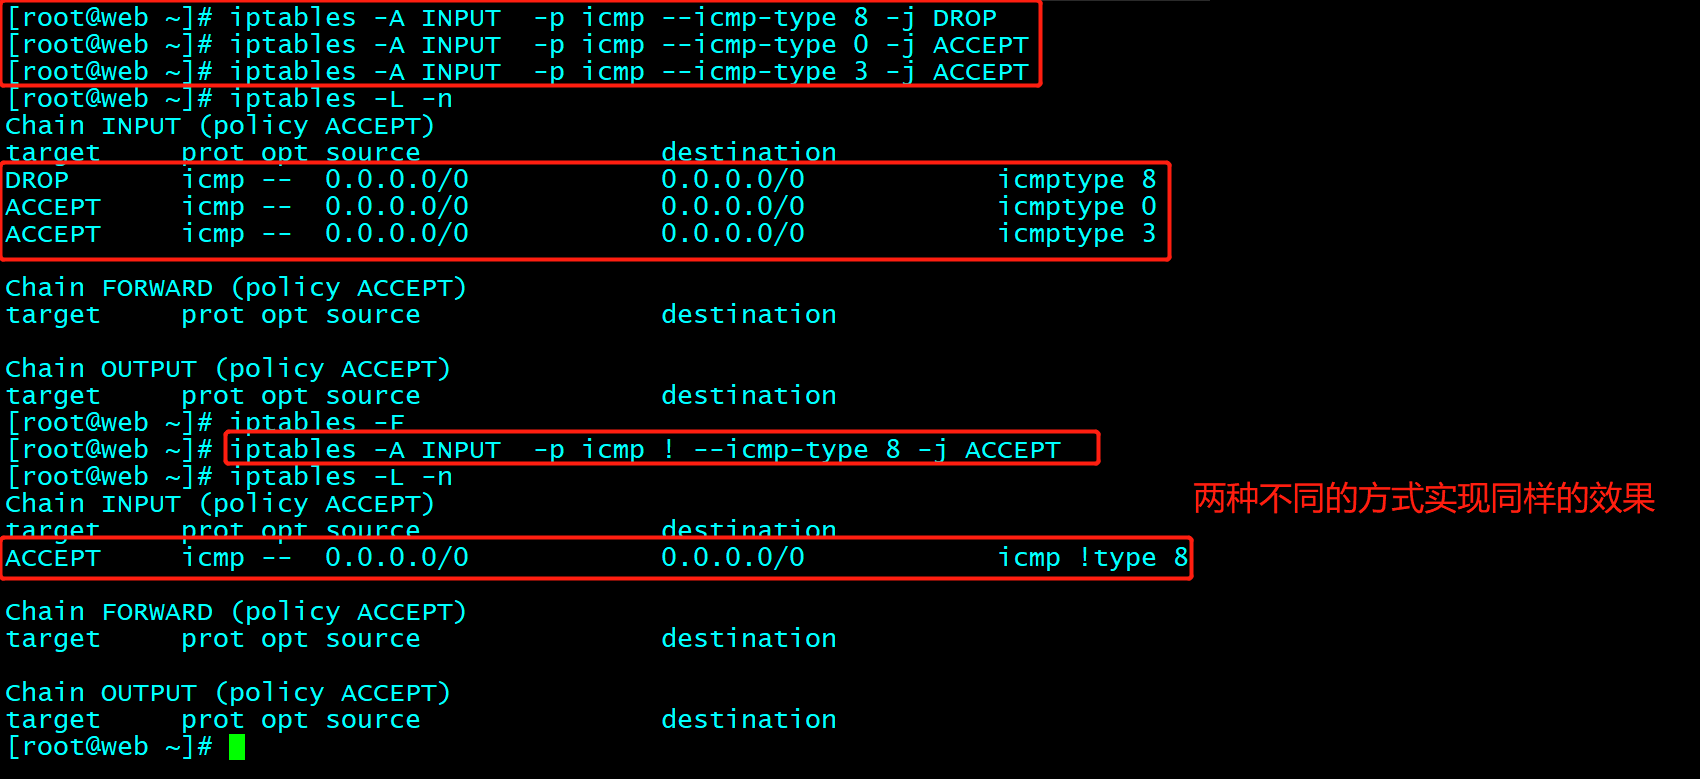 [root@web ~]# iptables -A INPUT  -p icmp --icmp-type 8 -j DROP
[root@web ~]# iptables -A INPUT  -p icmp --icmp-type 0 -j ACCEPT
[root@web ~]# iptables -A INPUT  -p icmp --icmp-type 3 -j ACCEPT
[root@web ~]# iptables -L -n
Chain INPUT (policy ACCEPT)
target     prot opt source               destination
DROP       icmp --  0.0.0.0/0            0.0.0.0/0            icmptype 8
ACCEPT     icmp --  0.0.0.0/0            0.0.0.0/0            icmptype 0
ACCEPT     icmp --  0.0.0.0/0            0.0.0.0/0            icmptype 3
Chain FORWARD (policy ACCEPT)
target     prot opt source               destination
Chain OUTPUT (policy ACCEPT)
target     prot opt source               destination
[root@web ~]# iptables -F
[root@web ~]# iptables -A INPUT  -p icmp ! --icmp-type 8 -j ACCEPT
[root@web ~]# iptables -L -n
Chain INPUT (policy ACCEPT)
两种不同的方式实现同样的效果
target     prot opt source               destination
ACCEPT     icmp --  0.0.0.0/0            0.0.0.0/0            icmp !type 8
Chain FORWARD (policy ACCEPT)
target     prot opt source               destination
Chain OUTPUT (policy ACCEPT)
target     prot opt source               destination
[root@web ~]#